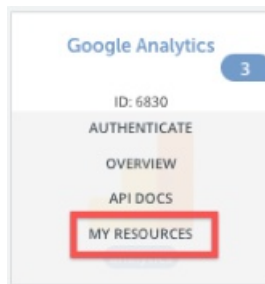 Google Analytics
3
ID: 6830
AUTHENTICATE
OVERVIEW
API DOCS
MY RESOURCES